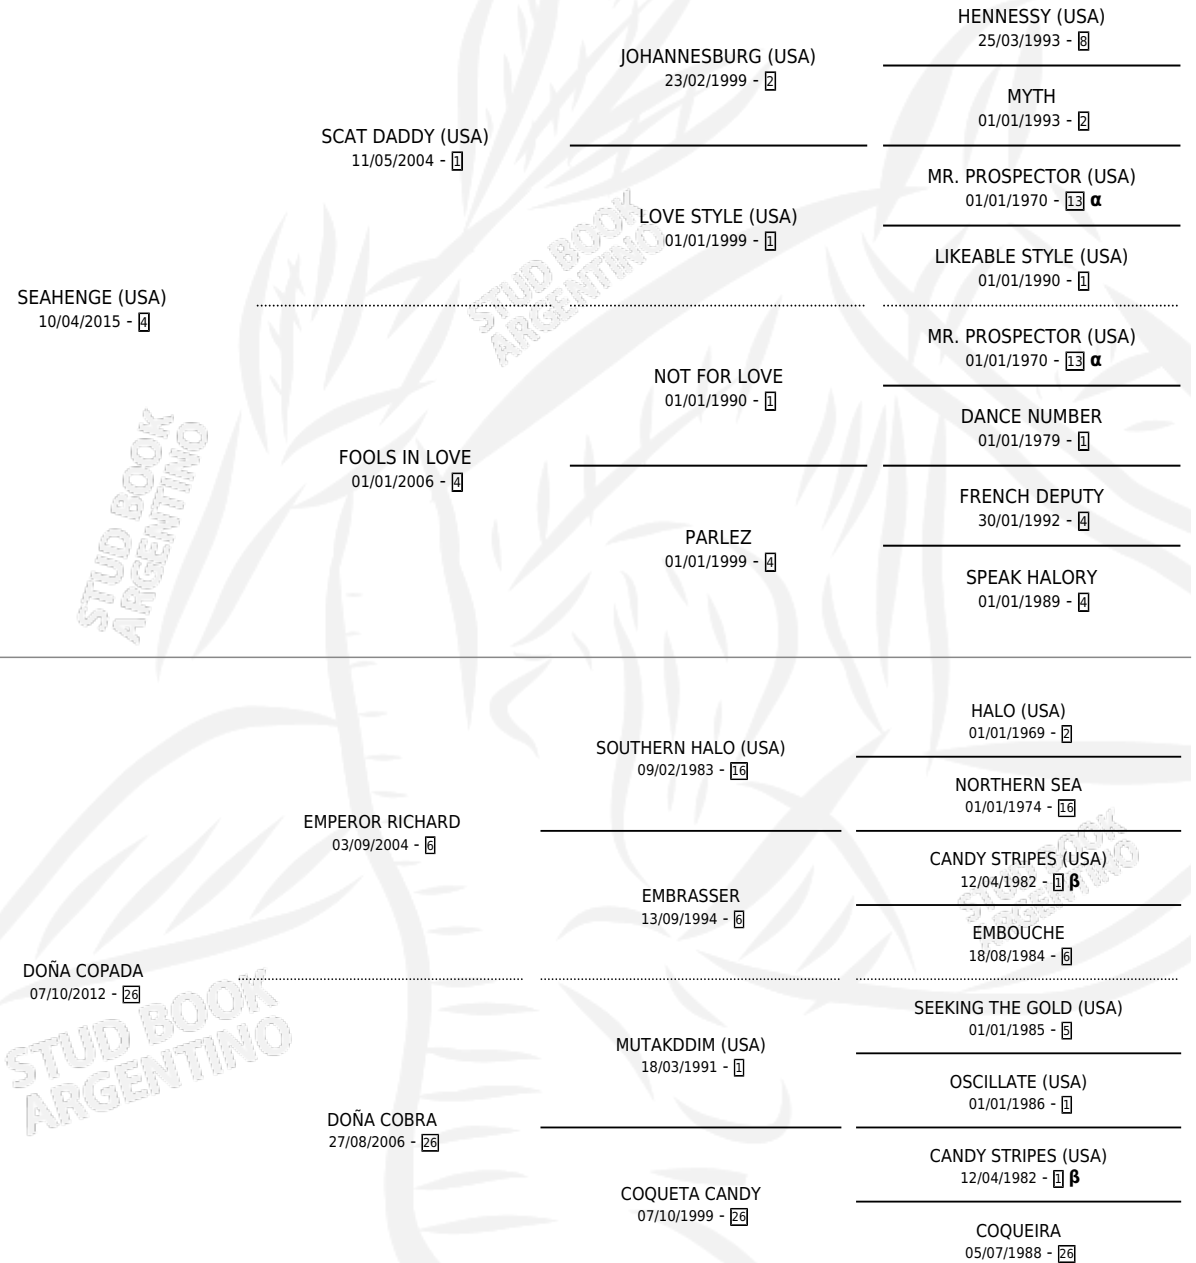 HENNESSY (USA)
25/03/1993 - 8
JOHANNESBURG (USA)
23/02/1999 - 2
MYTH
01/01/1993 - 2
SCAT DADDY (USA)
11/05/2004 - 1
MR. PROSPECTOR (USA)
01/01/1970 - 13 α
LOVE STYLE (USA)
01/01/1999 - 1
LIKEABLE STYLE (USA)
01/01/1990 - 1
STUD BOOK
ARGENTINO
SEAHENGE (USA)
10/04/2015 - 4
MR. PROSPECTOR (USA)
01/01/1970 - 13 α
NOT FOR LOVE
01/01/1990 - 1
DANCE NUMBER
01/01/1979 - 1
FOOLS IN LOVE
01/01/2006 - 4
FRENCH DEPUTY
30/01/1992 - 4
PARLEZ
01/01/1999 - 4
SPEAK HALORY
01/01/1989 - 4
STUD BOOK
ARGENTINO
HALO (USA)
01/01/1969 - 2
SOUTHERN HALO (USA)
09/02/1983 - 16
NORTHERN SEA
01/01/1974 - 16
EMPEROR RICHARD
03/09/2004 - 6
CANDY STRIPES (USA)
12/04/1982 - 1 β
STUD BOOK
ARGENTINO
EMBRASSER
13/09/1994 - 6
EMBOUCHE
18/08/1984 - 6
DOÑA COPADA
07/10/2012 - 26
STUD BOOK
ARGENTINO
SEEKING THE GOLD (USA)
01/01/1985 - 5
MUTAKDDIM (USA)
18/03/1991 - 1
OSCILLATE (USA)
01/01/1986 - 1
DOÑA COBRA
27/08/2006 - 26
CANDY STRIPES (USA)
12/04/1982 - 1 β
COQUETA CANDY
07/10/1999 - 26
COQUEIRA
05/07/1988 - 26